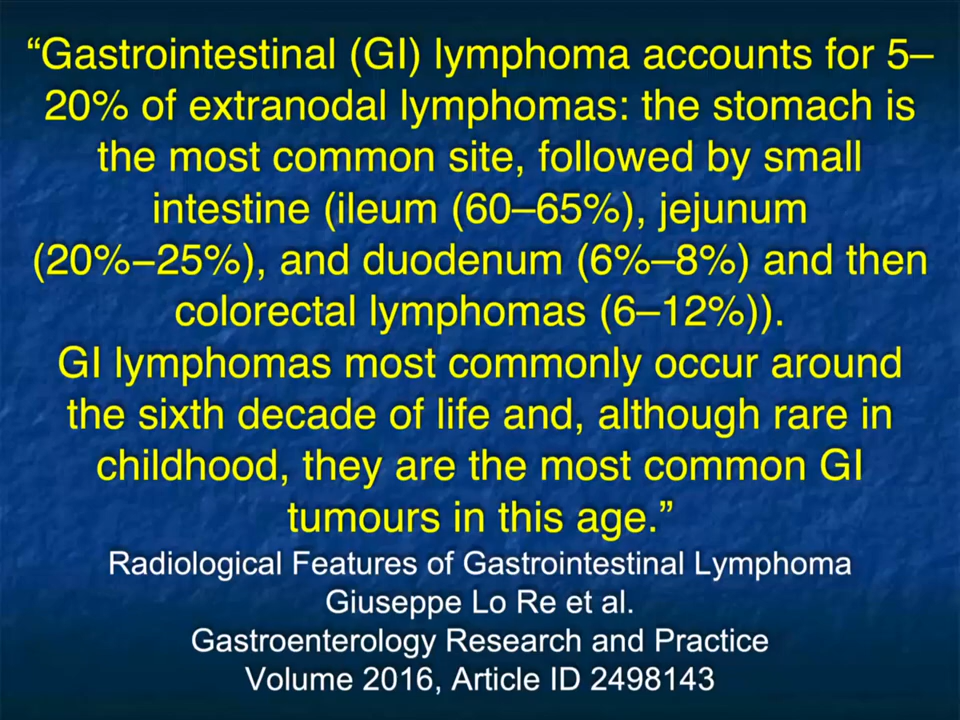 “Gastrointestinal (GI) lymphoma accounts for 5–
20% of extranodal lymphomas: the stomach is
the most common site, followed by small
intestine (ileum (60–65%), jejunum
(20%–25%), and duodenum (6%–8%) and then
colorectal lymphomas (6–12%)).
GI lymphomas most commonly occur around
the sixth decade of life and, although rare in
childhood, they are the most common GI
tumours in this age.”
Radiological Features of Gastrointestinal Lymphoma
Giuseppe Lo Re et al.
Gastroenterology Research and Practice
Volume 2016, Article ID 2498143